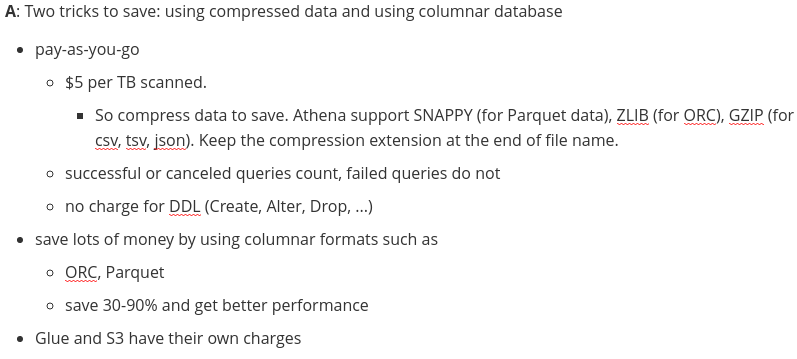 A: Two tricks to save: using compressed data and using columnar database
pay-as-you-go
$5 per TB scanned.
So compress data to save. Athena support SNAPPY (for Parquet data), ZLIB (for ORC), GZIP (for
csv, tsv, json). Keep the compression extension at the end of file name.
successful or canceled queries count, failed queries do not
no charge for DDL (Create, Alter, Drop, ...)
save lots of money by using columnar formats such as
ORC, Parquet
save 30-90% and get better performance
Glue and S3 have their own charges